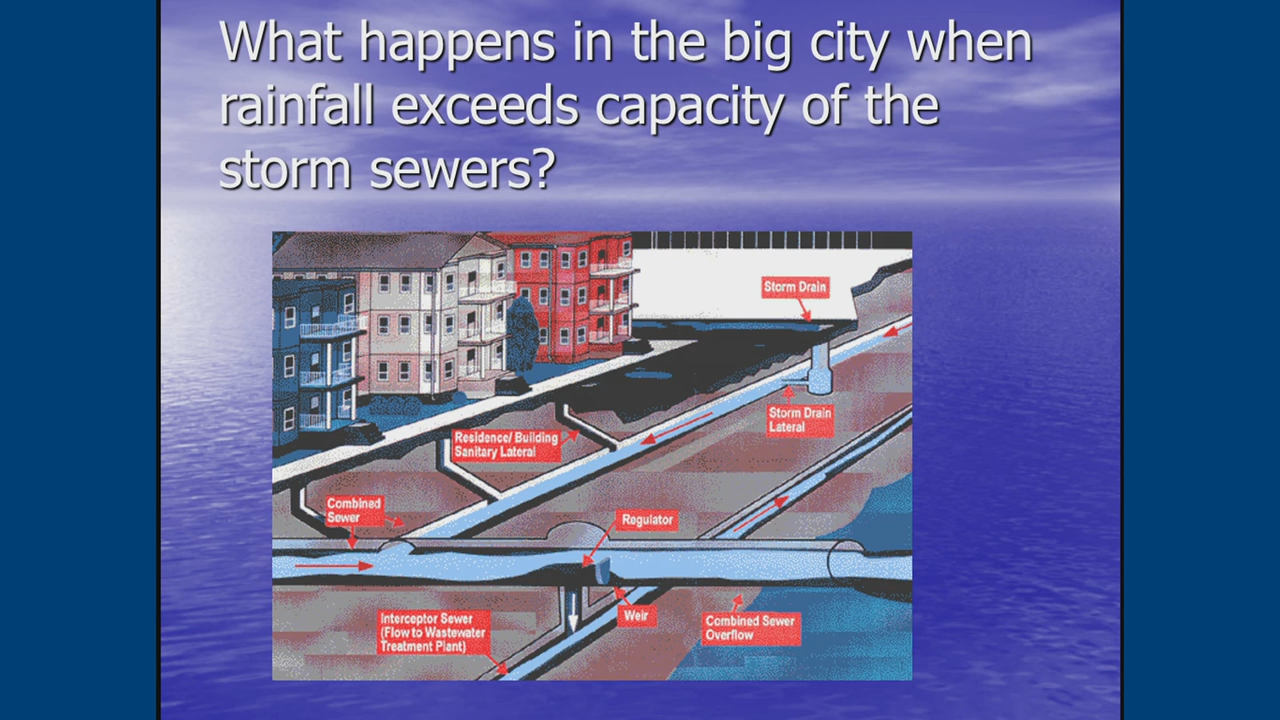 What happens in the big city when
rainfall exceeds capacity of the
storm sewers?
Storm Drain
Storm Drain
Lateral
Residence/ Building
Sanitary Lateral
Combined
Sewer
Regulator
Interceptor Sewer
(Flow to Wastewater
Treatment Plant)
Weir
Combined Sewer
Overflow